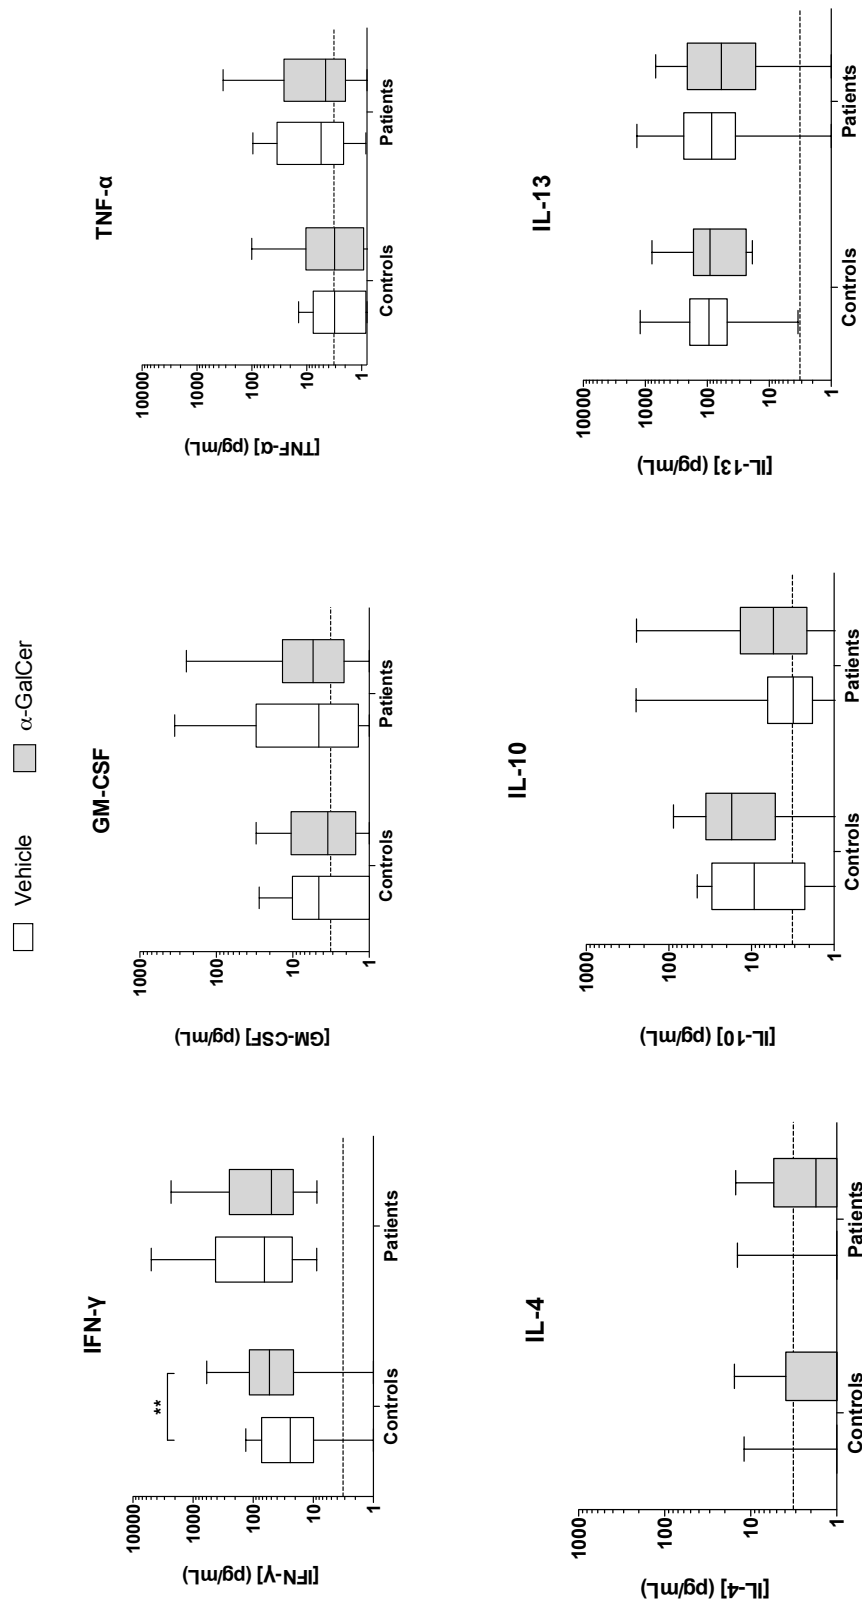 Vehicle
α-GalCer
IFN-γ
[IFN-γ] (pg/mL)
10000
1000
100
10
1
**
Controls
Patients
GM-CSF
[GM-CSF] (pg/mL)
1000
100
10
1
Controls
Patients
TNF-α
[TNF-α] (pg/mL)
10000
1000
100
10
1
Controls
Patients
IL-4
[IL-4] (pg/mL)
1000
100
10
1
Controls
Patients
IL-10
[IL-10] (pg/mL)
1000
100
10
1
Controls
Patients
IL-13
[IL-13] (pg/mL)
10000
1000
100
10
1
Controls
Patients